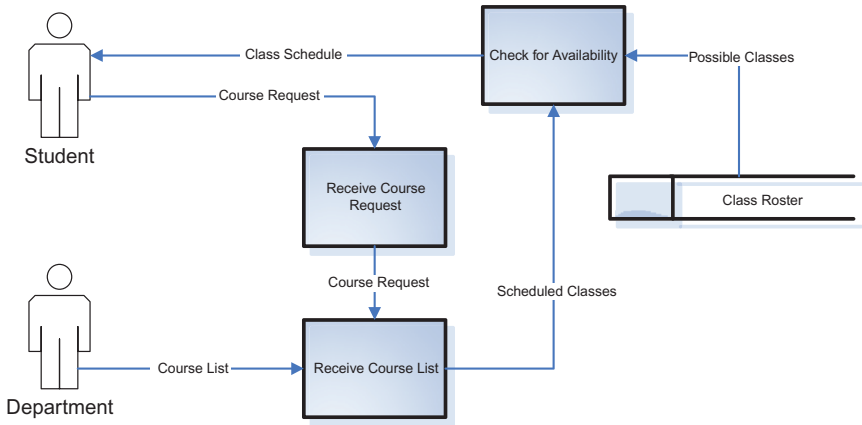 Class Schedule
Check for Availability
Possible Classes
Course Request
Student
Receive Course
Request
Class Roster
Course Request
Scheduled Classes
Course List
Receive Course List
Department